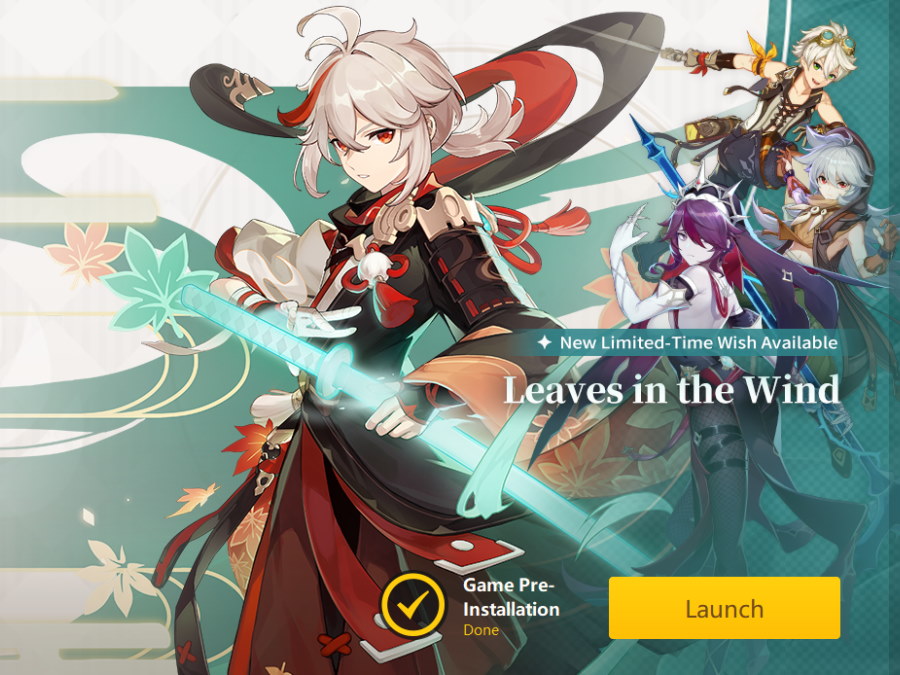 New Limited-Time Wish Available
Leaves in the Wind
Game Pre-
Installation
Done
Launch